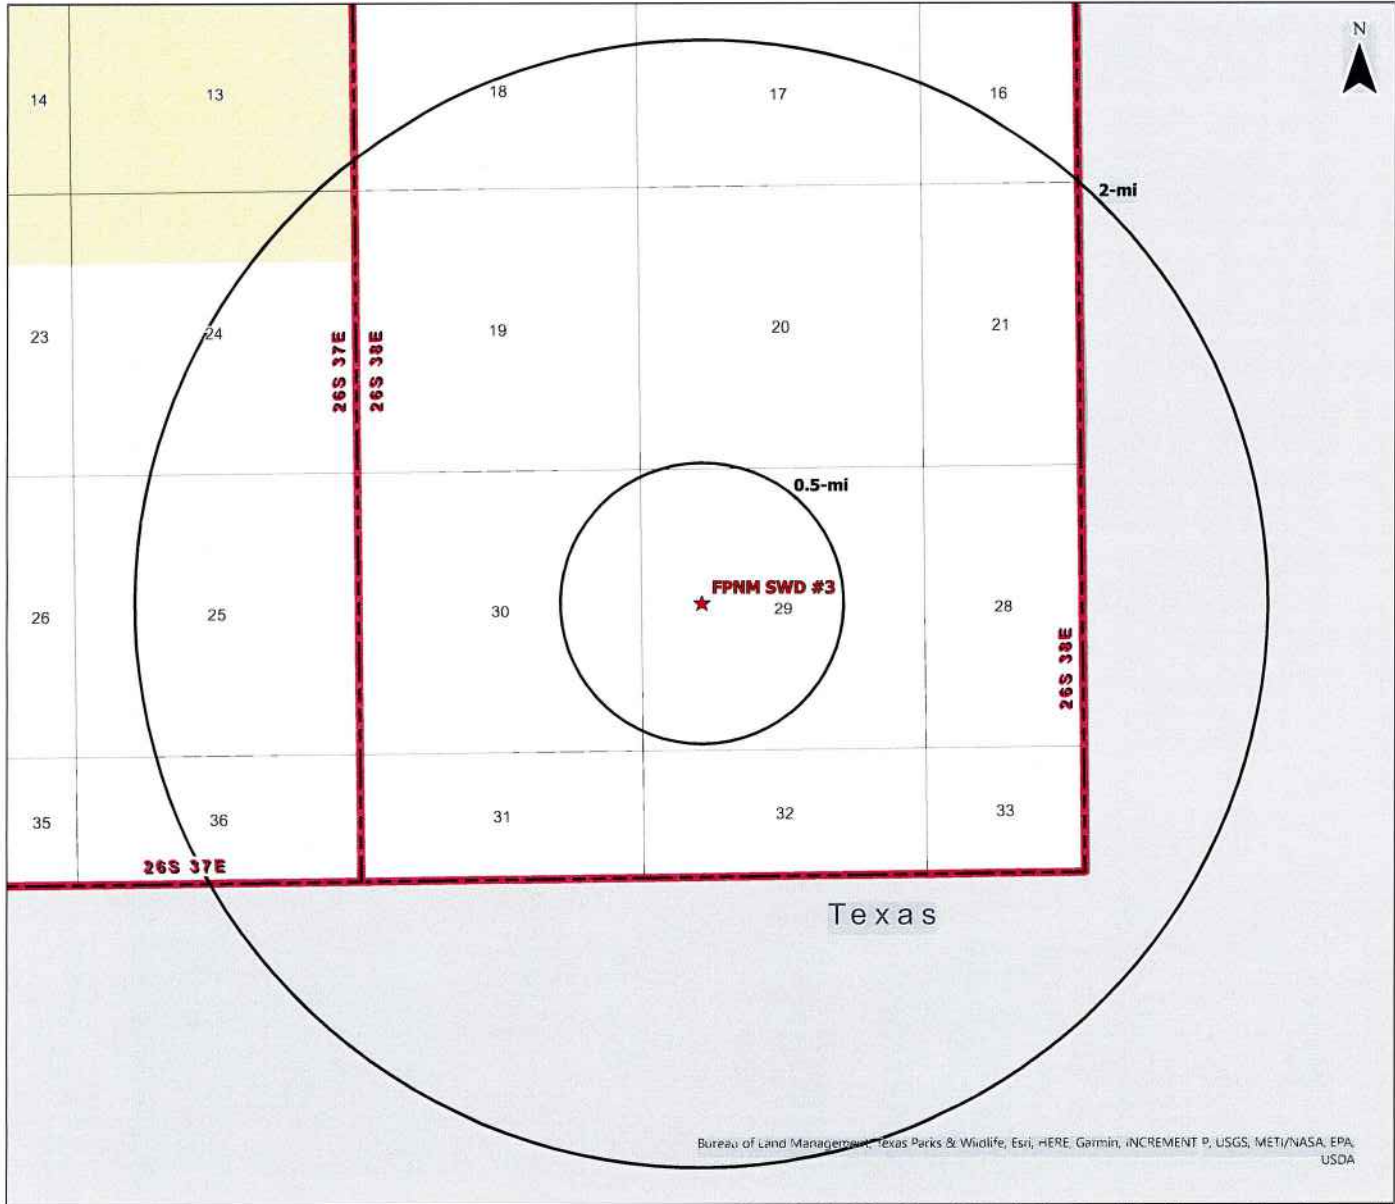 N
14
13
18
17
16
2-mi
23
24
26S 37E
26S 38E
19
20
21
0.5-mi
FPNM SWD #3
26
25
30
29
28
26S 38E
35
36
31
32
33
26S 37E
Texas
Bureau of Land Management, Texas Parks & Wildlife, Esri, HERE, Garmin, INCREMENT P, USGS, METI/NASA, EPA,
USDA